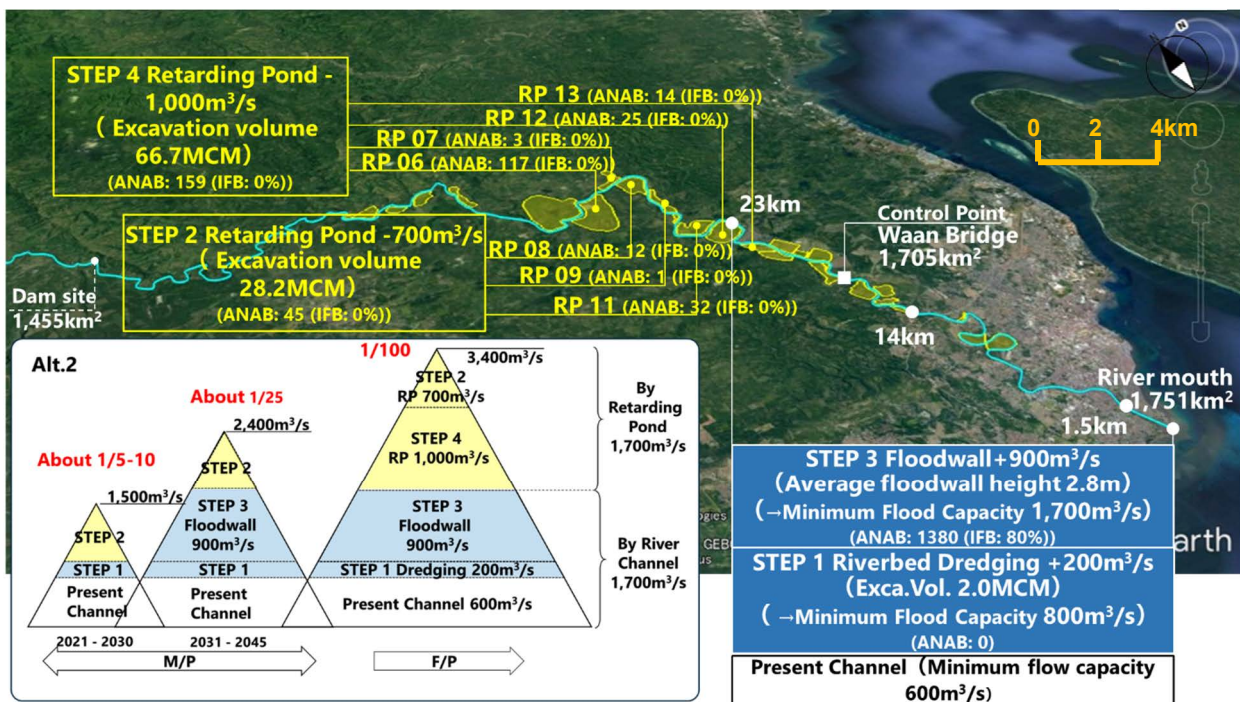 STEP 4 Retarding Pond -
1,000m³/s
( Excavation volume
66.7MCM)
(ANAB: 159 (IFB: 0%))
RP 13 (ANAB: 14 (IFB: 0%))
RP 12 (ANAB: 25 (IFB: 0%))
RP 07 (ANAB: 3 (IFB: 0%))
RP 06 (ANAB: 117 (IFB: 0%))
N
0 2 4km
STEP 2 Retarding Pond -700m³/s
( Excavation volume
28.2MCM)
(ANAB: 45 (IFB: 0%))
RP 08 (ANAB: 12 (IFB: 0%))
RP 09 (ANAB: 1 (IFB: 0%))
RP 11 (ANAB: 32 (IFB: 0%))
23km
Control Point
Waan Bridge
1,705km²
Dam site
1,455km²
14km
River mouth
1,751km²
1.5km
Alt.2
About 1/5-10
1,500m³/s
STEP 2
STEP 1
Present
Channel
2021 - 2030
About 1/25
2,400m³/s
STEP 2
STEP 3
Floodwall
900m³/s
STEP 1
Present
Channel
2031 - 2045
M/P
1/100
3,400m³/s
STEP 2
RP 700m³/s
STEP 4
RP 1,000m³/s
STEP 3
Floodwall
900m³/s
STEP 1 Dredging 200m³/s
Present Channel 600m³/s
F/P
By
Retarding
Pond
1,700m³/s
By River
Channel
1,700m³/s
STEP 3 Floodwall+900m³/s
(Average floodwall height 2.8m)
(→Minimum Flood Capacity 1,700m³/s)
(ANAB: 1380 (IFB: 80%))
STEP 1 Riverbed Dredging +200m³/s
(Exca.Vol. 2.0MCM)
( →Minimum Flood Capacity 800m³/s)
(ANAB: 0)
Present Channel（Minimum flow capacity
600m³/s)